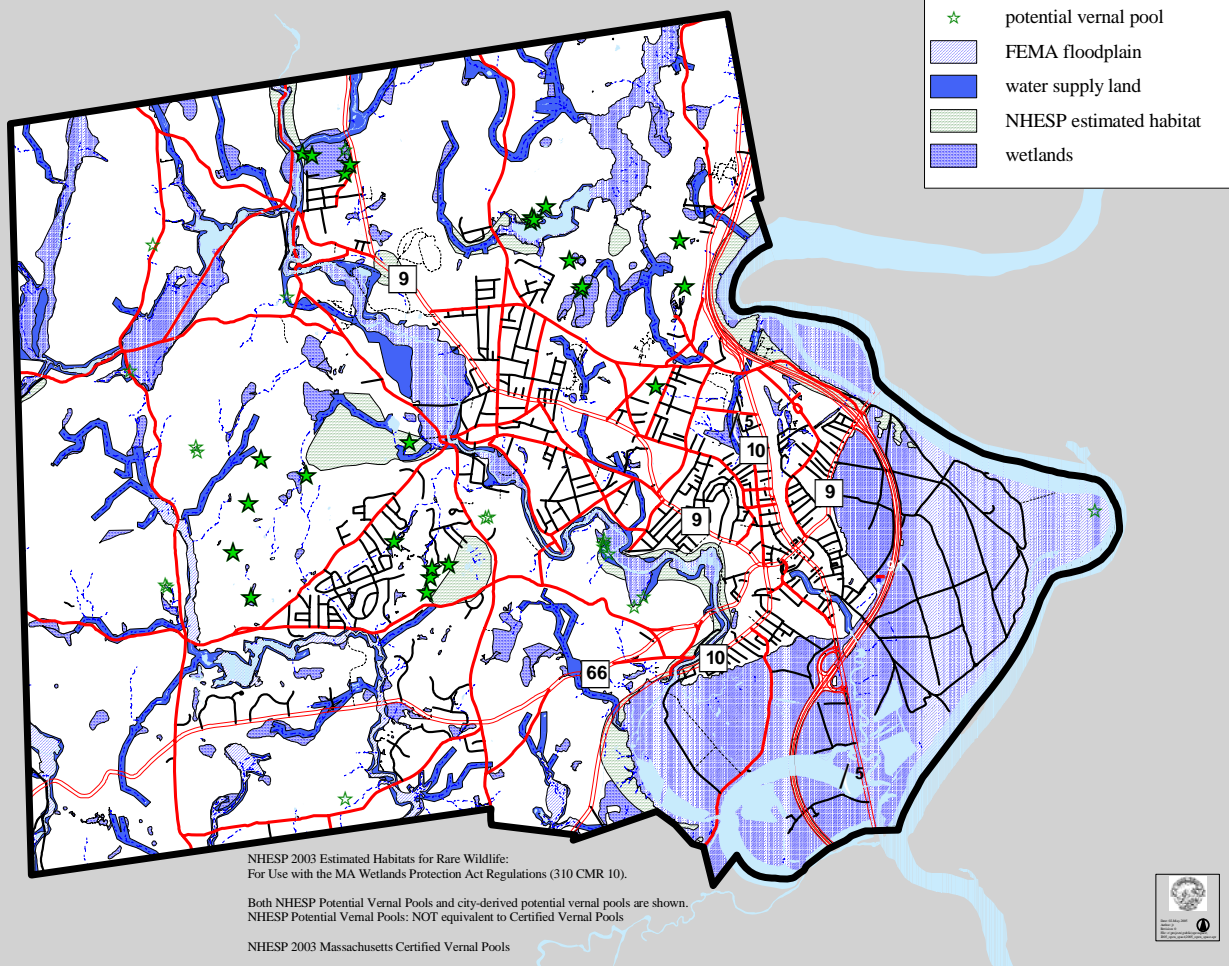 potential vernal pool
FEMA floodplain
water supply land
NHESP estimated habitat
wetlands
9
5
10
9
9
10
66
5
NHESP 2003 Estimated Habitats for Rare Wildlife:
For Use with the MA Wetlands Protection Act Regulations (310 CMR 10).
Both NHESP Potential Vernal Pools and city-derived potential vernal pools are shown.
NHESP Potential Vernal Pools: NOT equivalent to Certified Vernal Pools
NHESP 2003 Massachusetts Certified Vernal Pools